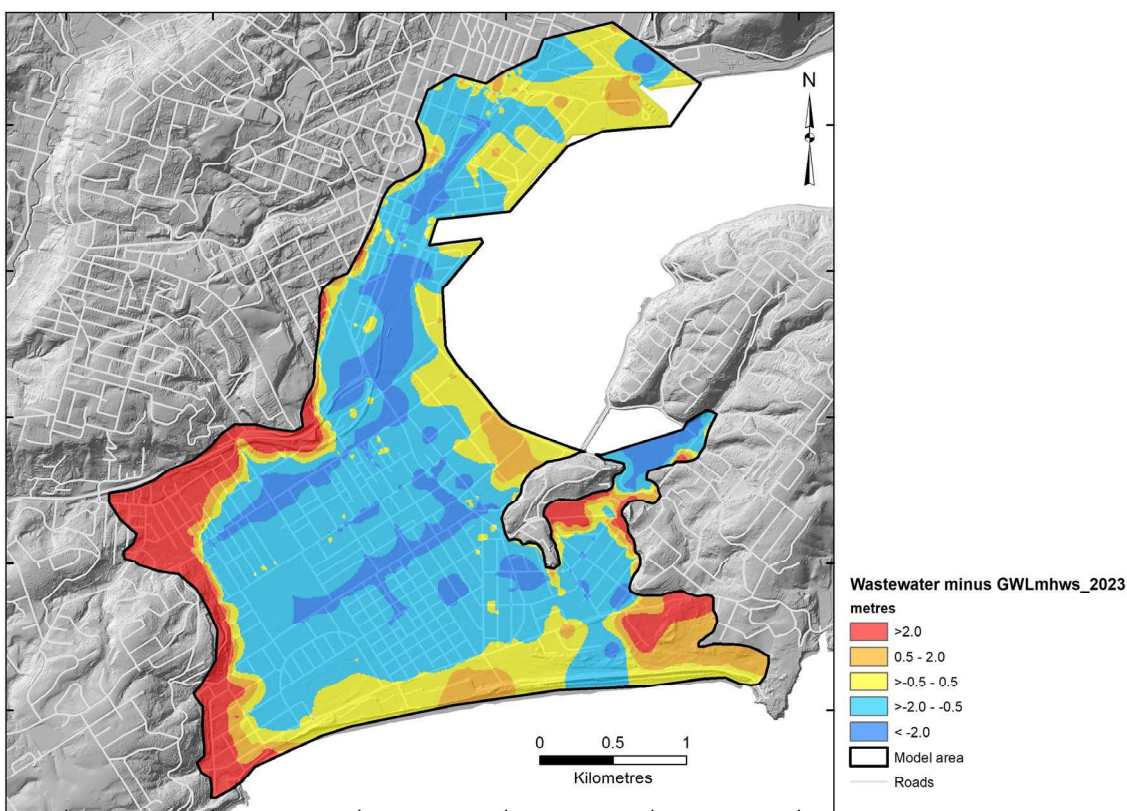 N
0 0.5 1
Kilometres
Wastewater minus GWLmhws_2023
metres
>2.0
0.5 - 2.0
>-0.5 - 0.5
>-2.0 - -0.5
< -2.0
Model area
Roads